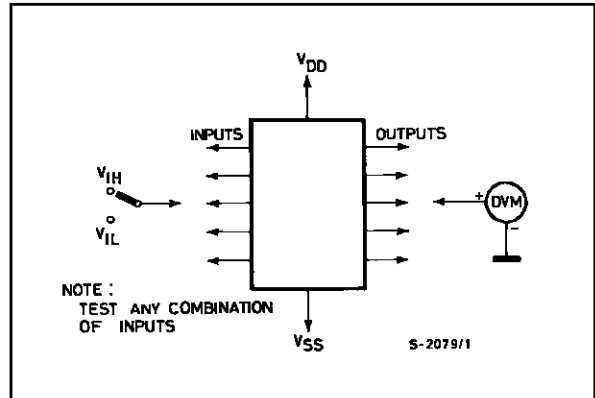 VDD
INPUTS
OUTPUTS
VIH
VIL
+
DVM
-
NOTE :
TEST ANY COMBINATION
OF INPUTS
VSS
S-2079/1